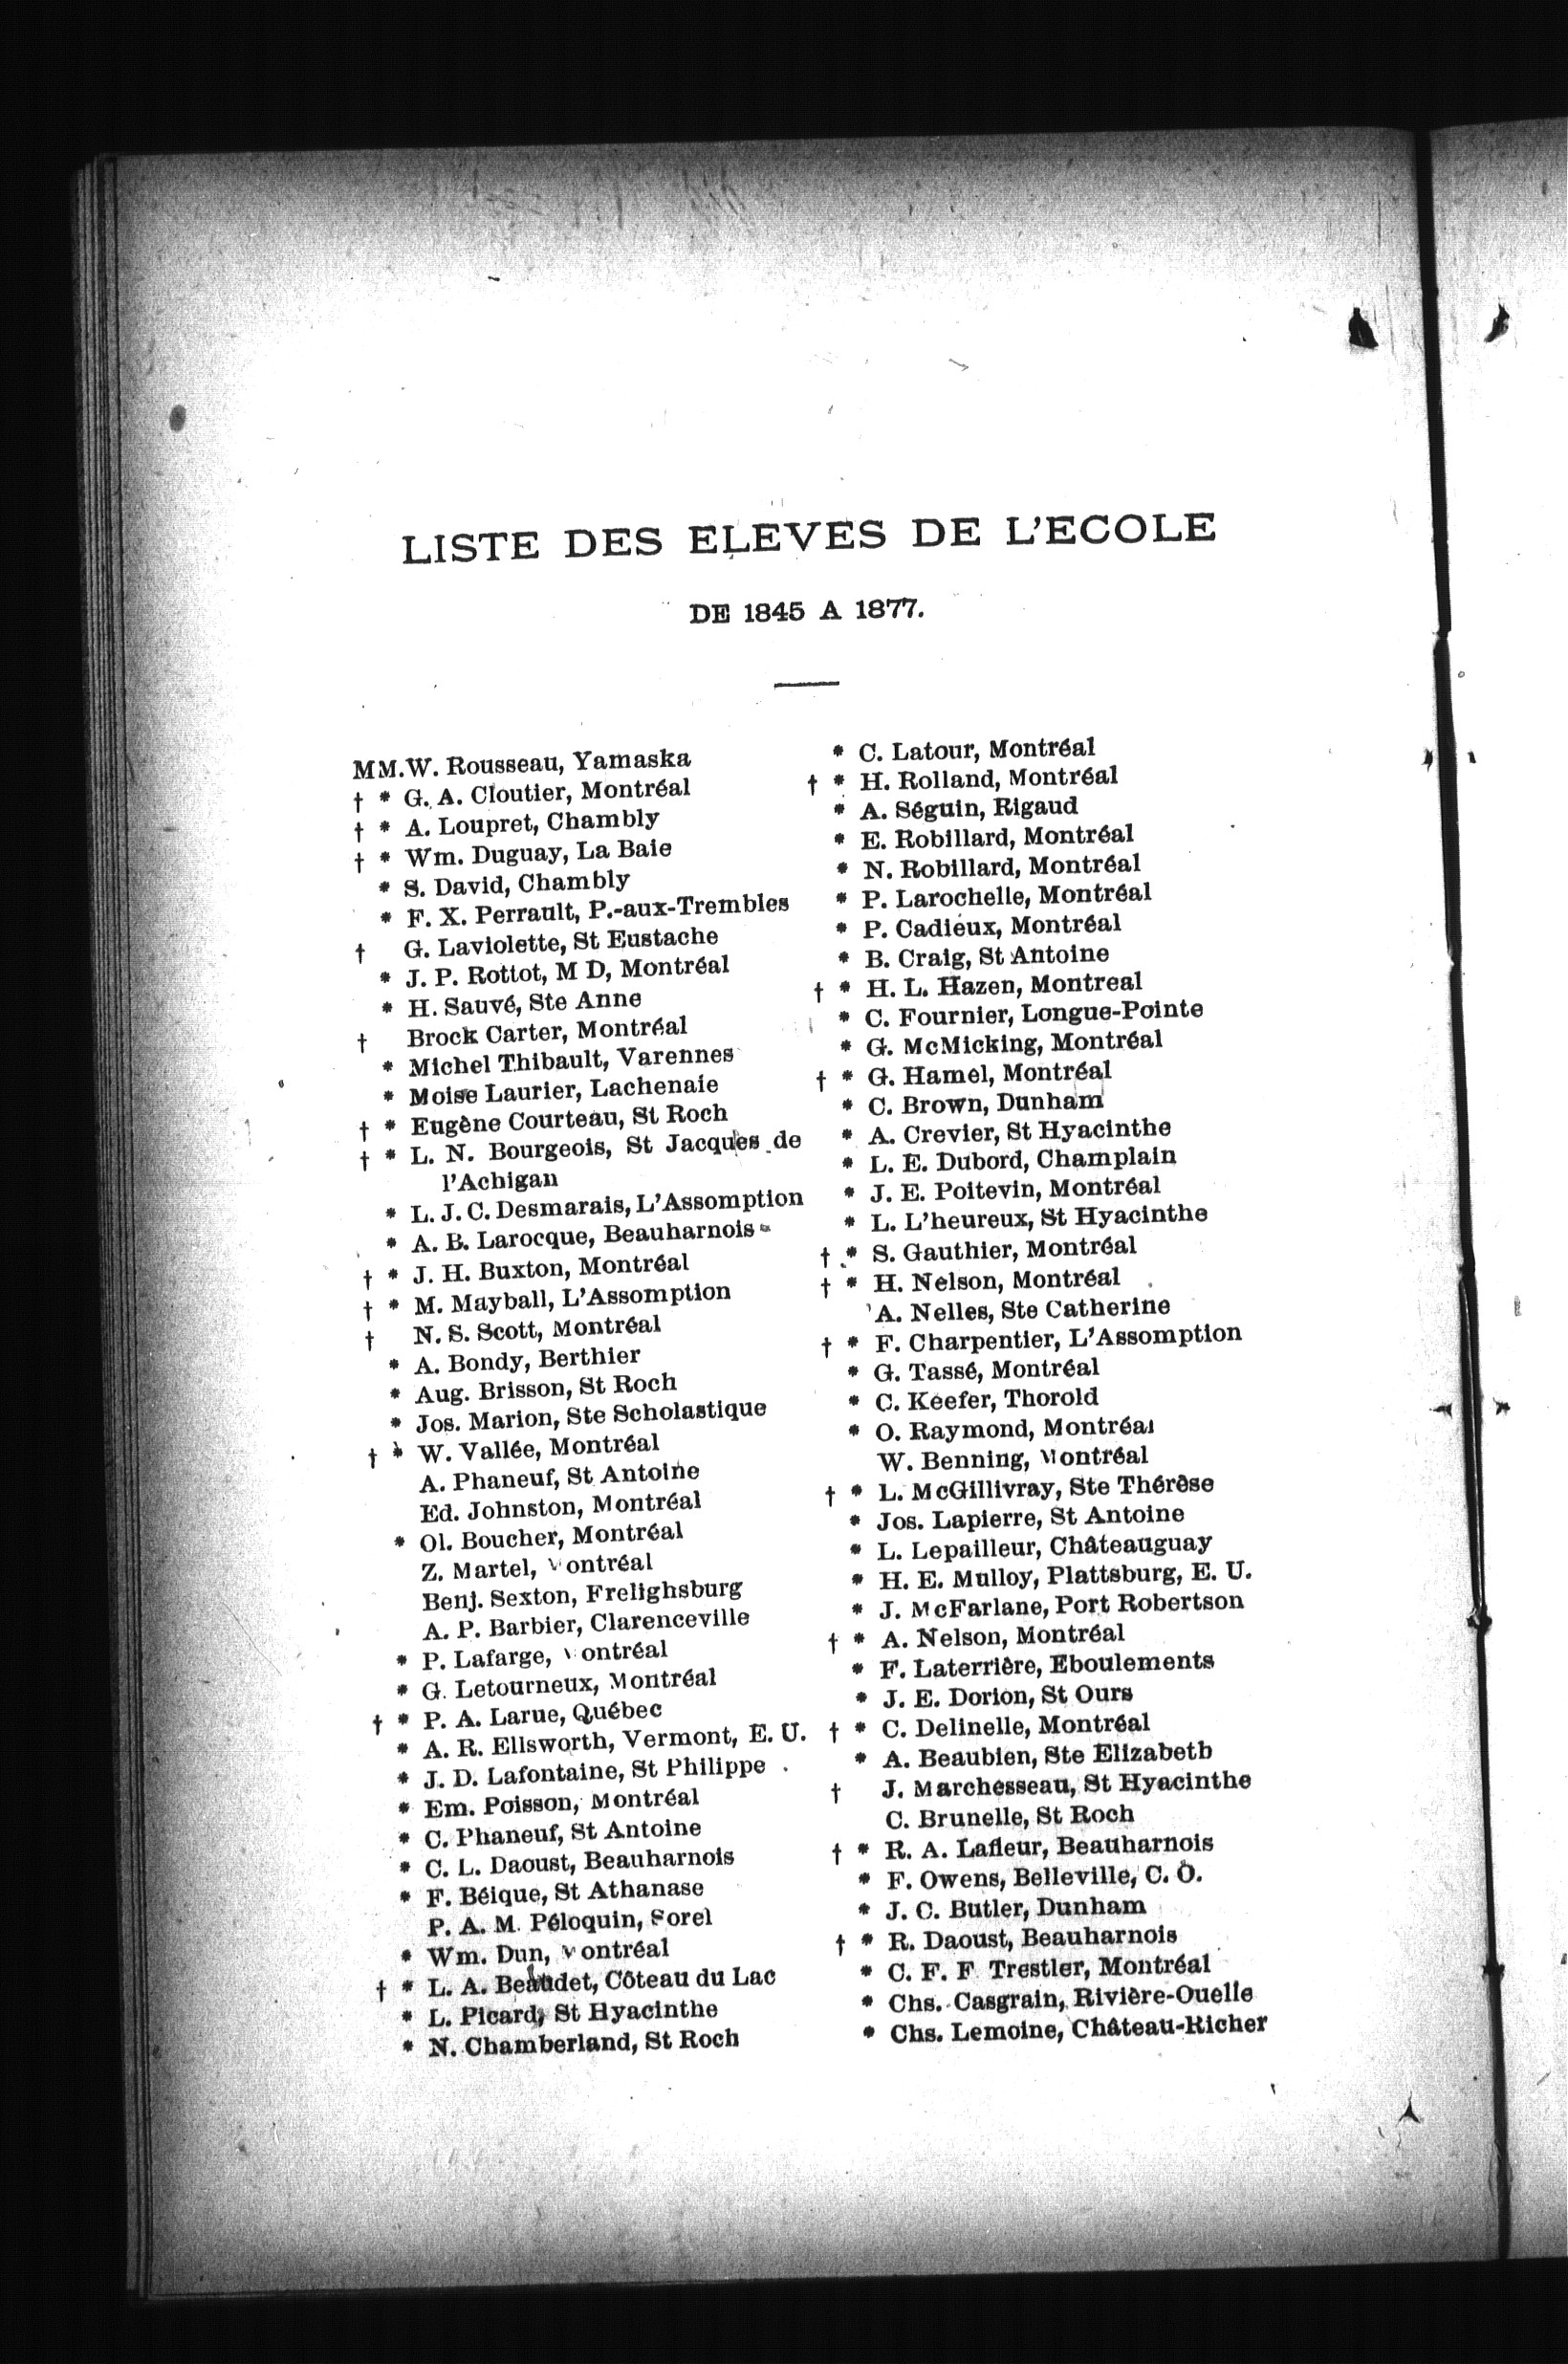 LISTE DES ELEVES DE L'ECOLE
DE 1845 A 1877.
MM.W. Rousseau, Yamaska
† * G. A. Cloutier, Montréal
† * A. Loupret, Chambly
† * Wm. Duguay, La Baie
* S. David, Chambly
* F. X. Perrault, P.-aux-Trembles
† G. Laviolette, St Eustache
* J. P. Rottot, M D, Montréal
* H. Sauvé, Ste Anne
† Brock Carter, Montréal
* Michel Thibault, Varennes
* Moise Laurier, Lachenaie
† * Eugène Courteau, St Roch
† * L. N. Bourgeois, St Jacques de
l'Achigan
* L. J. C. Desmarais, L'Assomption
* A. B. Larocque, Beauharnois
† * J. H. Buxton, Montréal
† * M. Mayball, L'Assomption
† N. S. Scott, Montréal
* A. Bondy, Berthier
* Aug. Brisson, St Roch
* Jos. Marion, Ste Scholastique
† * W. Vallée, Montréal
A. Phaneuf, St Antoine
Ed. Johnston, Montréal
* Ol. Boucher, Montréal
Z. Martel, Montréal
Benj. Sexton, Frelighsburg
A. P. Barbier, Clarenceville
* P. Lafarge, Montréal
* G. Letourneux, Montréal
† * P. A. Larue, Québec
* A. R. Ellsworth, Vermont, E. U.
* J. D. Lafontaine, St Philippe
* Em. Poisson, Montréal
* C. Phaneuf, St Antoine
* C. L. Daoust, Beauharnois
* F. Béique, St Athanase
P. A. M. Péloquin, Sorel
* Wm. Dun, Montréal
† * L. A. Beaudet, Côteau du Lac
* L. Picard, St Hyacinthe
* N. Chamberland, St Roch
* C. Latour, Montréal
† * H. Rolland, Montréal
* A. Séguin, Rigaud
* E. Robillard, Montréal
* N. Robillard, Montréal
* P. Larochelle, Montréal
* P. Cadieux, Montréal
* B. Craig, St Antoine
† * H. L. Hazen, Montreal
* C. Fournier, Longue-Pointe
* G. McMicking, Montréal
† * G. Hamel, Montréal
* C. Brown, Dunham
* A. Crevier, St Hyacinthe
* L. E. Dubord, Champlain
* J. E. Poitevin, Montréal
* L. L'heureux, St Hyacinthe
† * S. Gauthier, Montréal
† * H. Nelson, Montréal
A. Nelles, Ste Catherine
† * F. Charpentier, L'Assomption
* G. Tassé, Montréal
* C. Keefer, Thorold
* O. Raymond, Montréal
W. Benning, Montréal
† * L. McGillivray, Ste Thérèse
* Jos. Lapierre, St Antoine
* L. Lepailleur, Châteauguay
* H. E. Mulloy, Plattsburg, E. U.
* J. McFarlane, Port Robertson
† * A. Nelson, Montréal
* F. Laterrière, Eboulements
* J. E. Dorion, St Ours
† * C. Delinelle, Montréal
* A. Beaubien, Ste Elizabeth
† J. Marchesseau, St Hyacinthe
C. Brunelle, St Roch
† * R. A. Lafleur, Beauharnois
* F. Owens, Belleville, C. O.
* J. C. Butler, Dunham
† * R. Daoust, Beauharnois
* C. F. F Trestler, Montréal
* Chs. Casgrain, Rivière-Ouelle
* Chs. Lemoine, Château-Richer